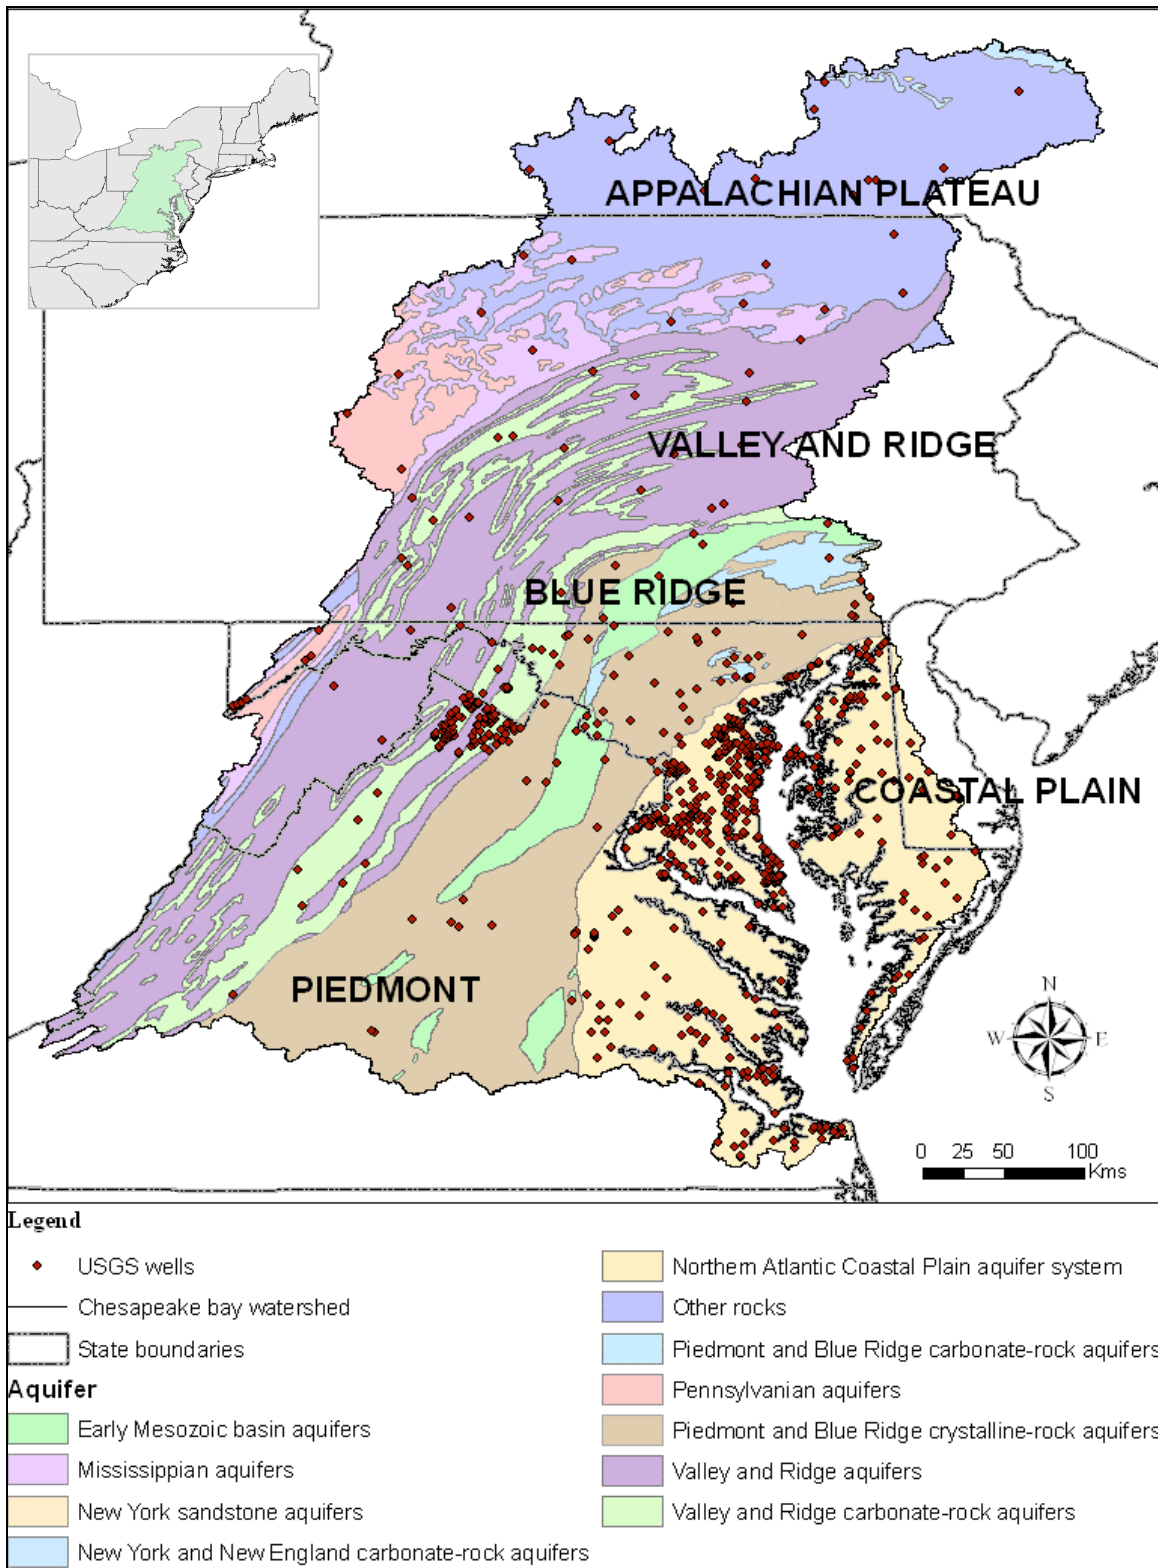 APPALACHIAN PLATEAU
VALLEY AND RIDGE
BLUE RIDGE
COASTAL PLAIN
PIEDMONT
N
W E
S
0 25 50 100
Kms
Legend
USGS wells
Chesapeake bay watershed
State boundaries
Aquifer
Early Mesozoic basin aquifers
Mississippian aquifers
New York sandstone aquifers
New York and New England carbonate-rock aquifers
Northern Atlantic Coastal Plain aquifer system
Other rocks
Piedmont and Blue Ridge carbonate-rock aquifers
Pennsylvanian aquifers
Piedmont and Blue Ridge crystalline-rock aquifers
Valley and Ridge aquifers
Valley and Ridge carbonate-rock aquifers